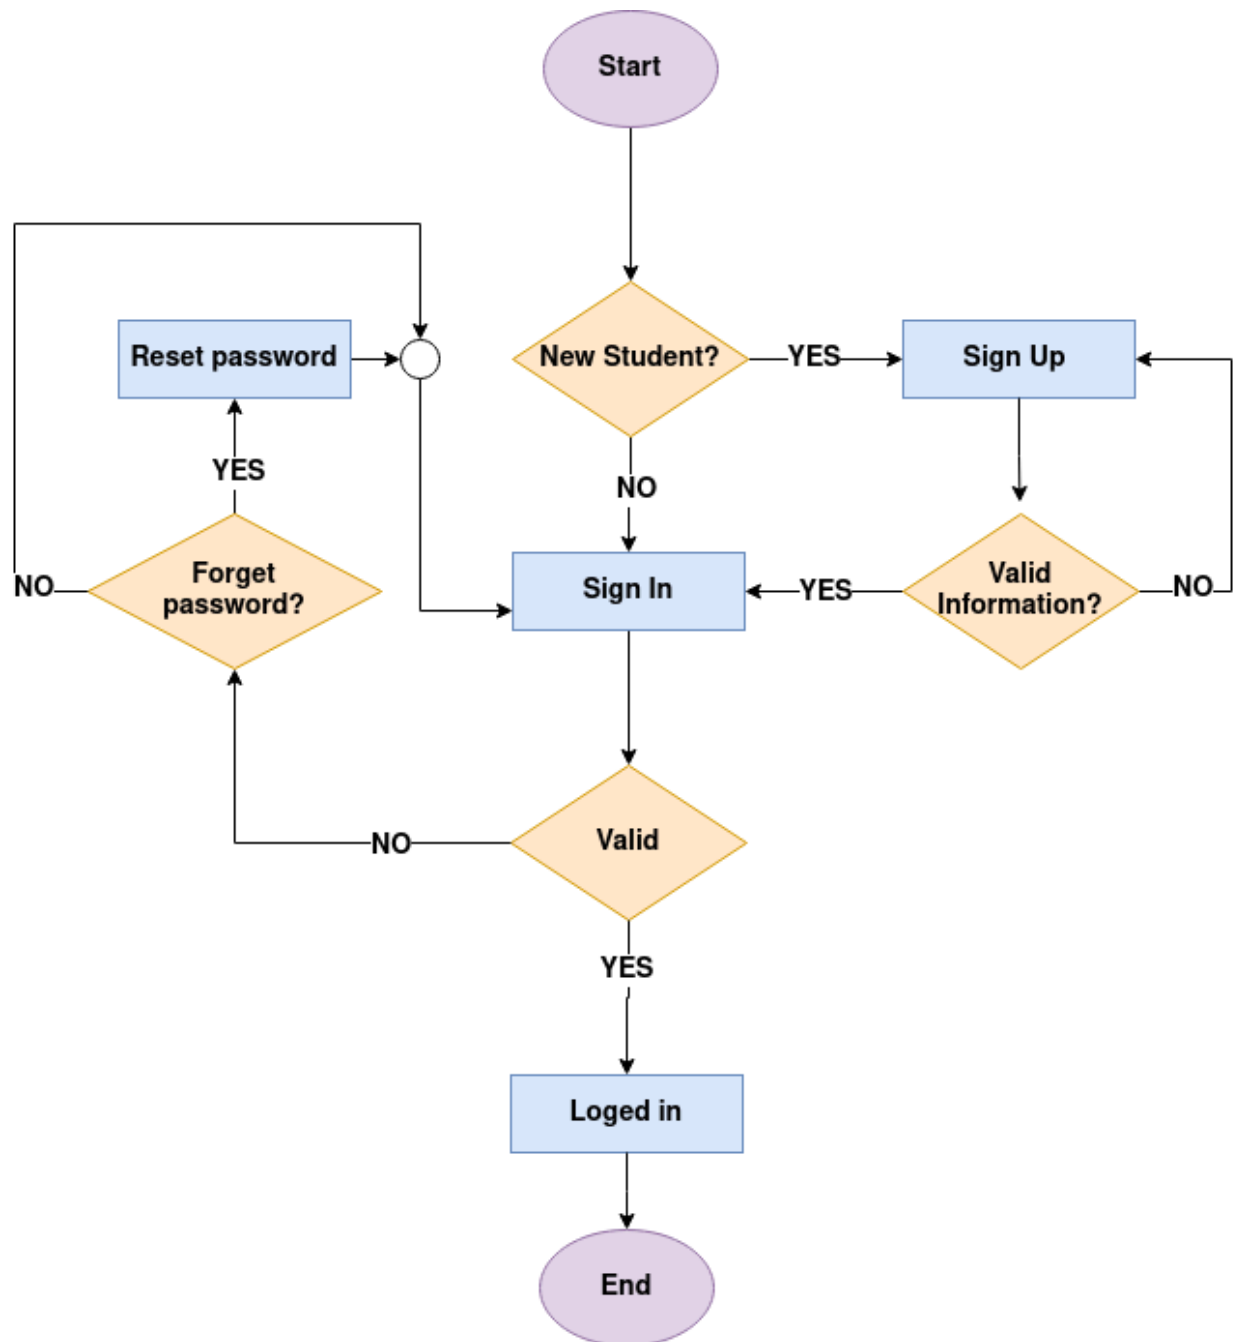 Start
New Student?
YES
Sign Up
Reset password
YES
NO
Forget
password?
NO
Sign In
YES
Valid
Information?
NO
Valid
NO
YES
Loged in
End